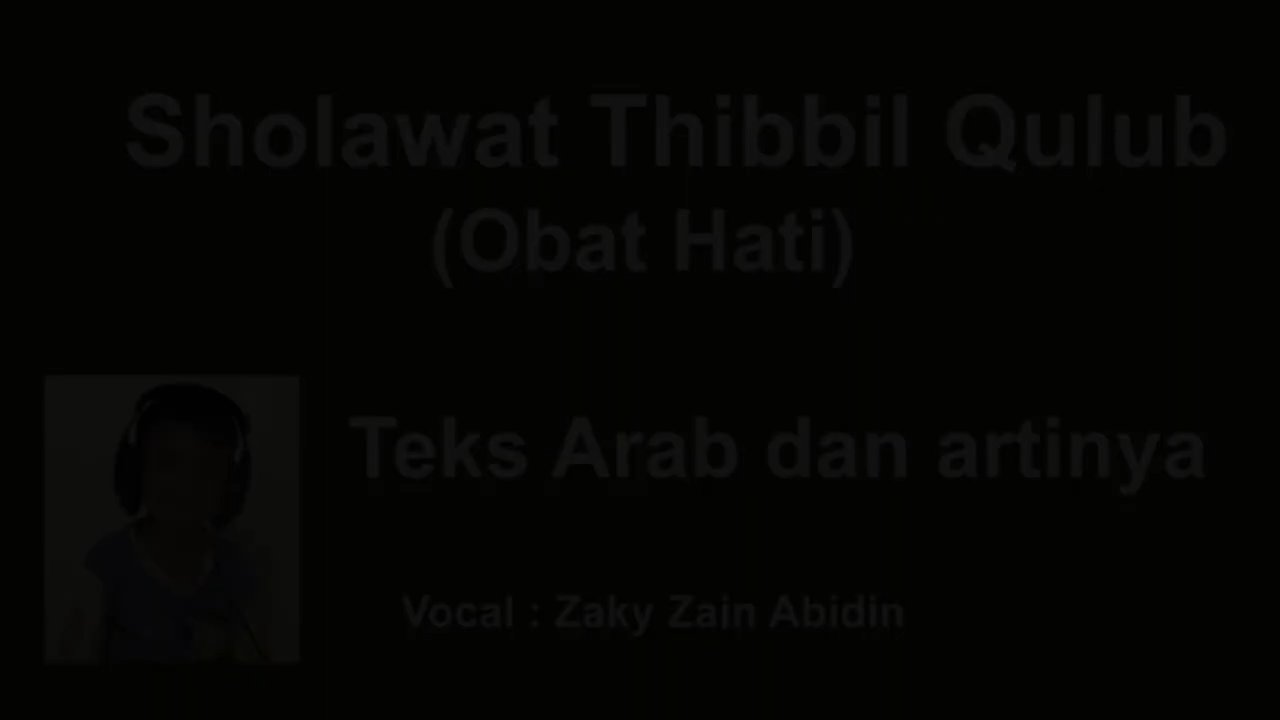 Sholawat Thibbil Qulub
(Obat Hati)
Teks Arab dan artinya
Vocal : Zaky Zain Abidin